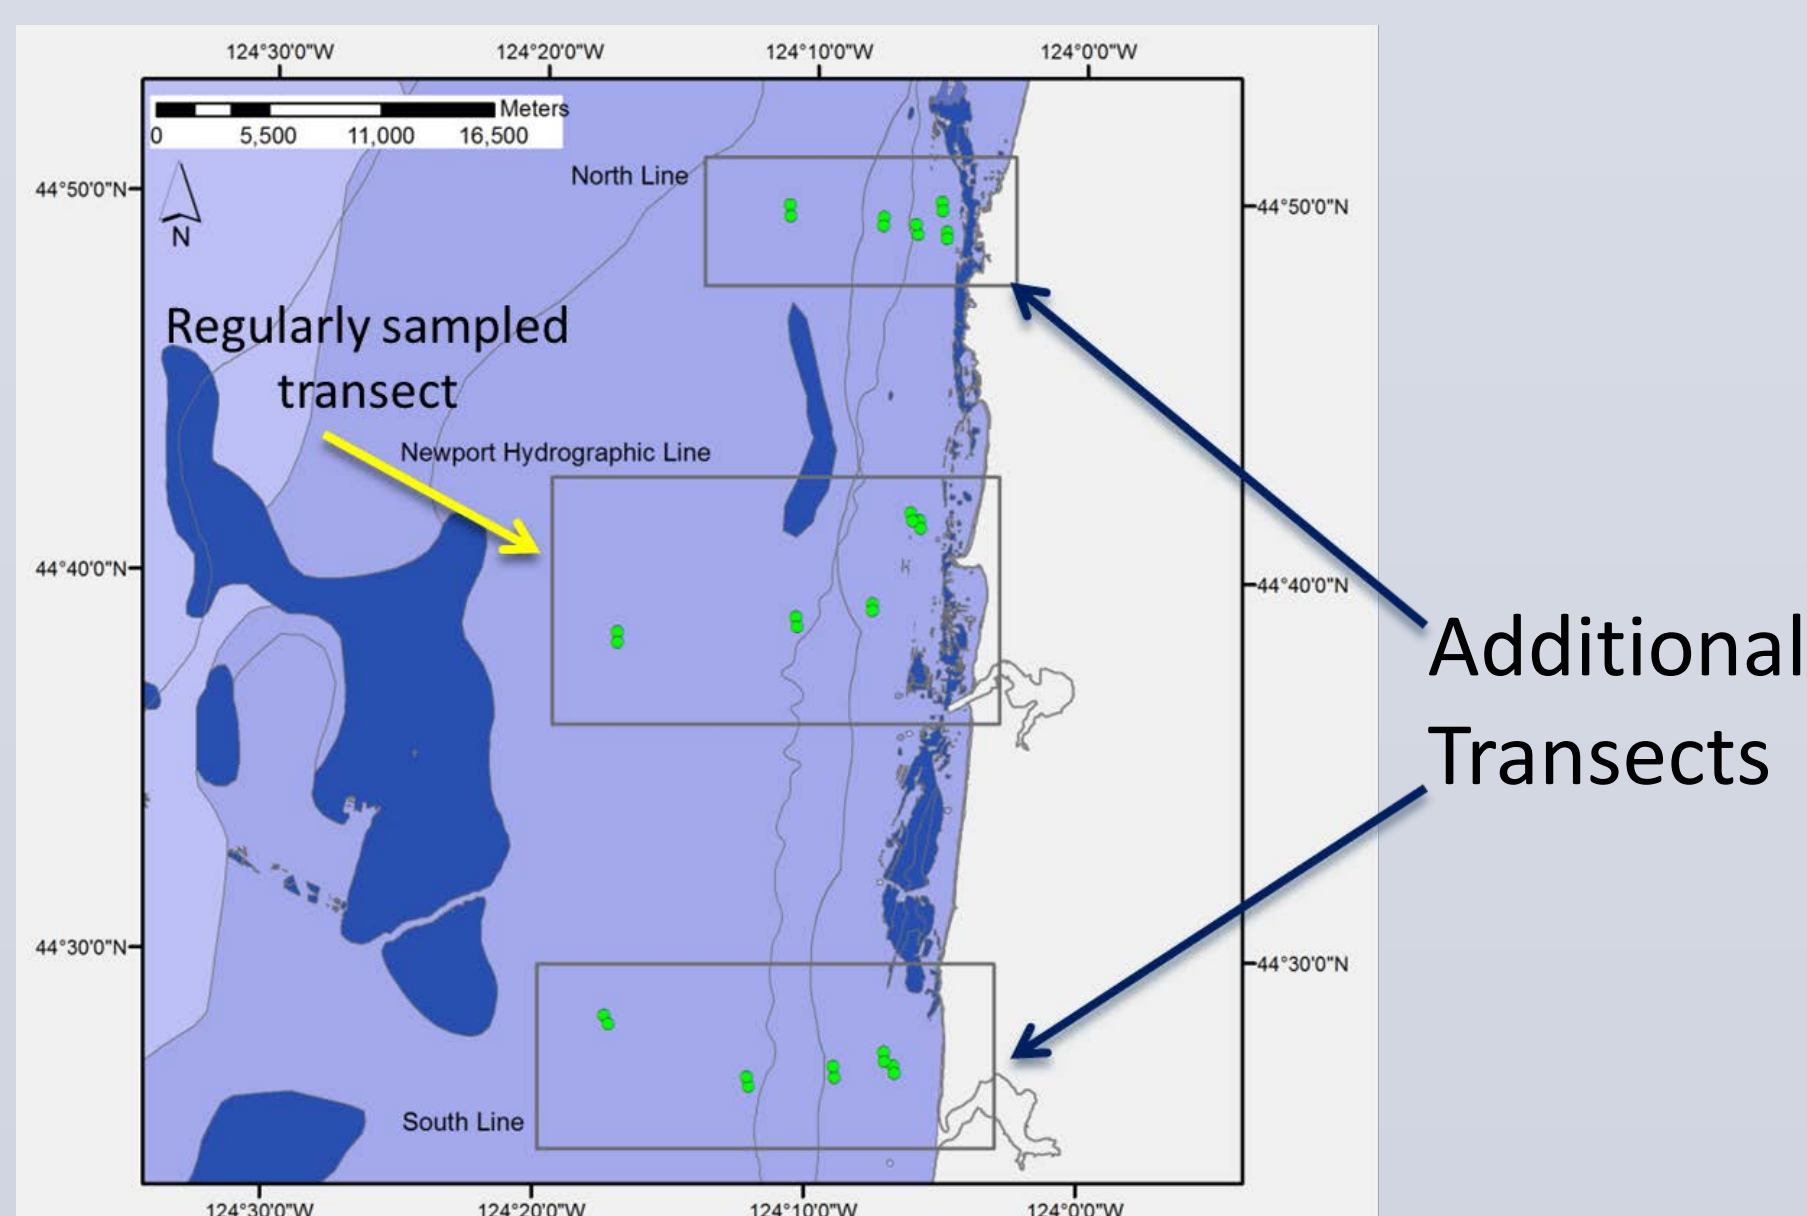 124°30'0"W 124°20'0"W 124°10'0"W 124°0'0"W
Meters
0 5,500 11,000 16,500
North Line
44°50'0"N
44°50'0"N
N
Regularly sampled
transect
Newport Hydrographic Line
44°40'0"N
44°40'0"N
Additional
Transects
44°30'0"N
44°30'0"N
South Line
124°30'0"W 124°20'0"W 124°10'0"W 124°0'0"W